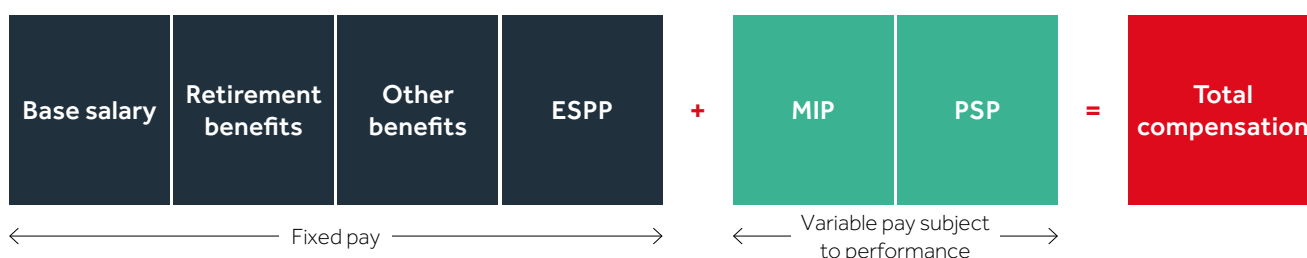 Base salary
Retirement
benefits
Other
benefits
ESPP
+
MIP
PSP
=
Total
compensation
Fixed pay
Variable pay subject
to performance